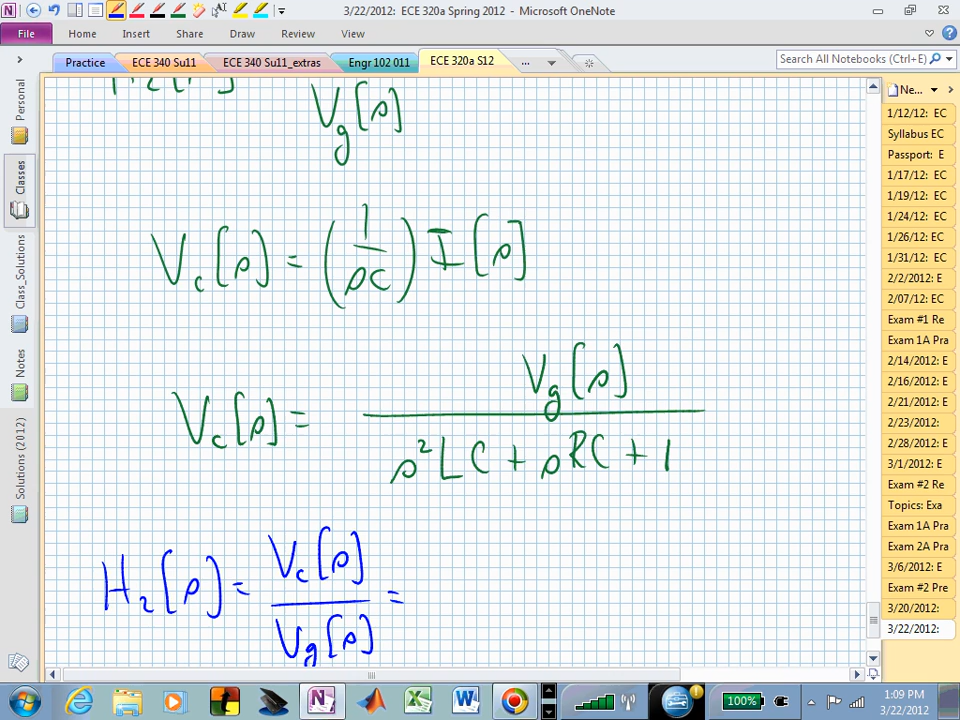 3/22/2012: ECE 320a Spring 2012 - Microsoft OneNote
File Home Insert Share Draw Review View
Practice ECE 340 Su11 ECE 340 Su11_extras Engr 102 011 ECE 320a S12 ...
Search All Notebooks (Ctrl+E)
Personal
Classes
Class_Solutions
Notes
Solutions (2012)
Vg[s]
Vc[s] = (1/sC) I[s]
Vc[s] = Vg[s] / (s²LC + sRC + 1)
H2[s] = Vc[s] / Vg[s] =
Ne...
1/12/12: EC
Syllabus EC
Passport: E
1/17/12: EC
1/19/12: EC
1/24/12: EC
1/26/12: EC
1/31/12: EC
2/2/2012: E
2/07/12: EC
Exam #1 Re
Exam 1A Pra
2/14/2012: E
2/16/2012: E
2/21/2012: E
2/23/2012:
2/28/2012: E
3/1/2012: E
Exam #2 Re
Topics: Exa
Exam 1A Pra
Exam 2A Pra
3/6/2012: E
Exam #2 Pre
3/20/2012:
3/22/2012:
100%
1:09 PM
3/22/2012